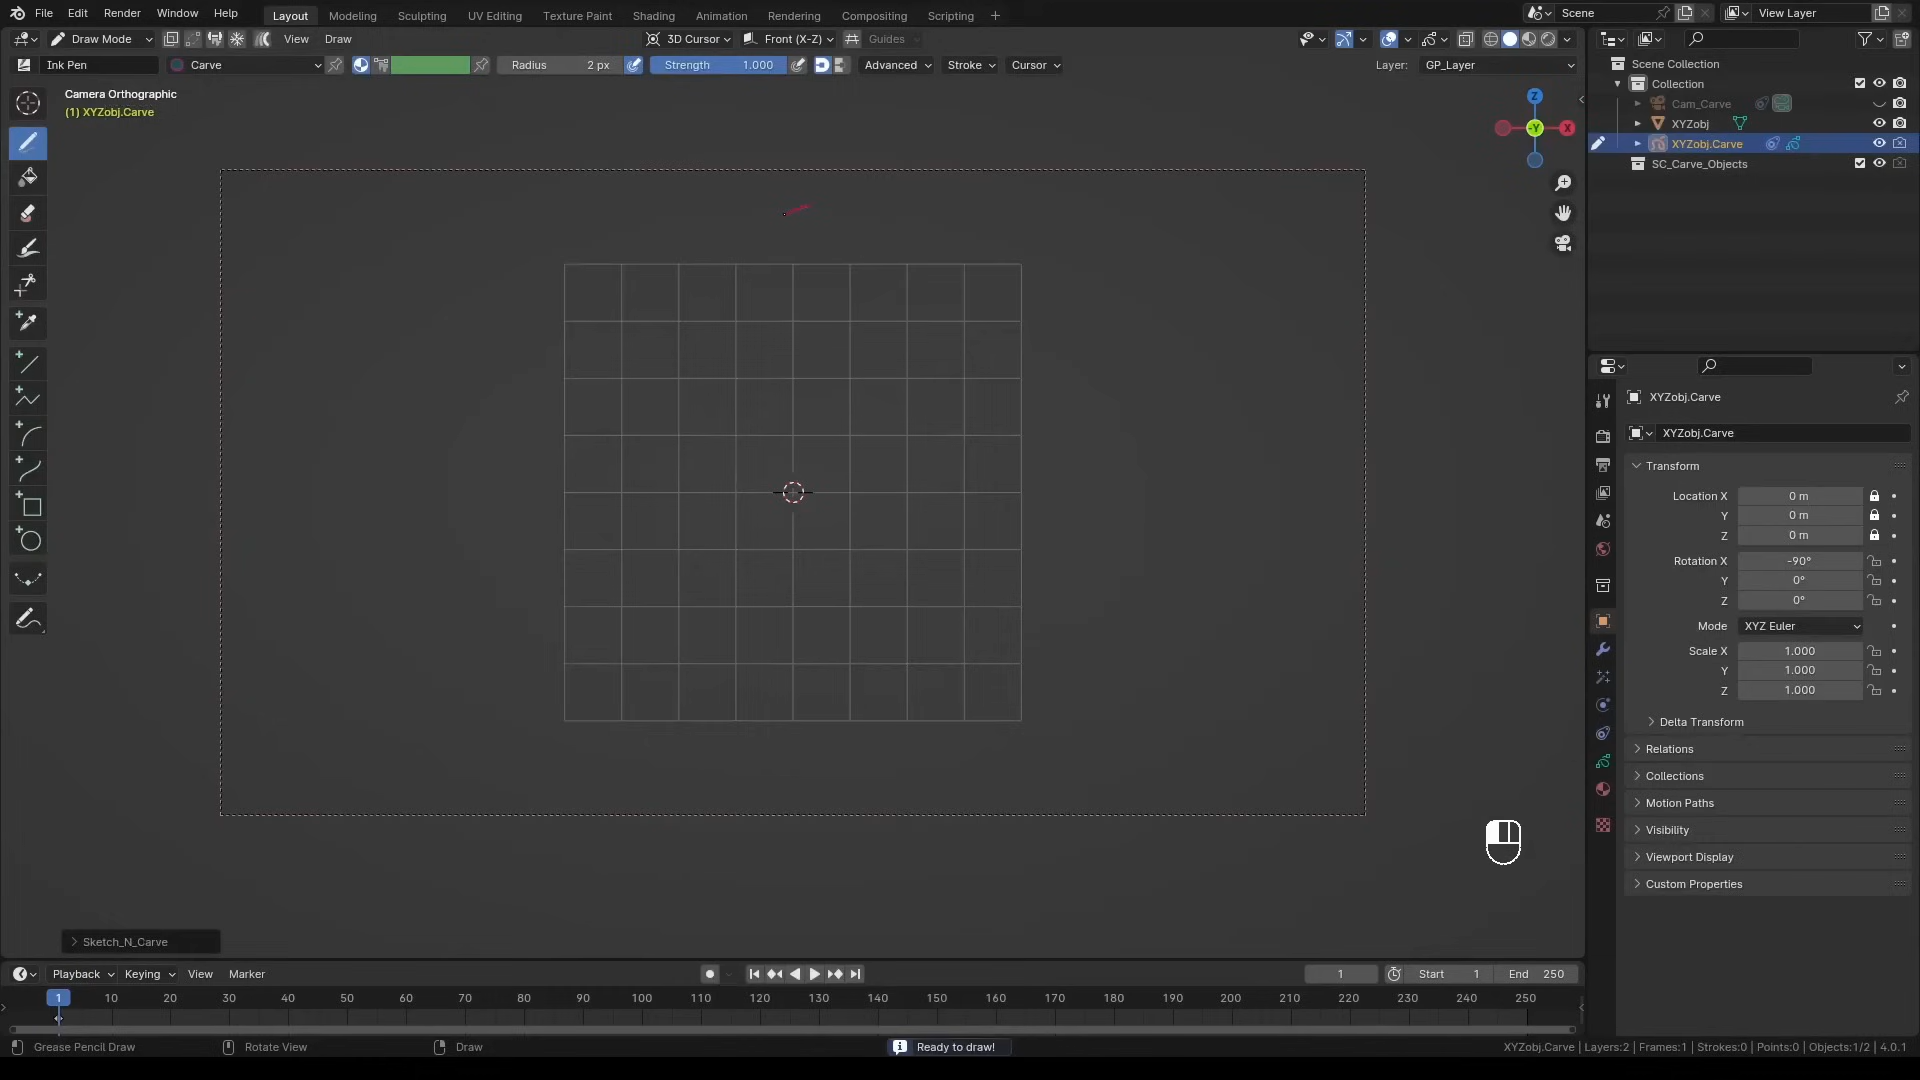 File Edit Render Window Help Layout Modeling Sculpting UV Editing Texture Paint Shading Animation Rendering Compositing Scripting + Scene View Layer
Draw Mode View Draw 3D Cursor Front (X-Z) Guides
Ink Pen Carve Radius 2 px Strength 1.000 Advanced Stroke Cursor Layer: GP_Layer
Camera Orthographic
(1) XYZobj.Carve
Z
-Y
X
Scene Collection
Collection
Cam_Carve
XYZobj
XYZobj.Carve
SC_Carve_Objects
XYZobj.Carve
XYZobj.Carve
Transform
Location X 0 m
Y 0 m
Z 0 m
Rotation X -90°
Y 0°
Z 0°
Mode XYZ Euler
Scale X 1.000
Y 1.000
Z 1.000
Delta Transform
Relations
Collections
Motion Paths
Visibility
Viewport Display
Custom Properties
Sketch_N_Carve
Playback Keying View Marker 1 Start 1 End 250
1 10 20 30 40 50 60 70 80 90 100 110 120 130 140 150 160 170 180 190 200 210 220 230 240 250
Grease Pencil Draw Rotate View Draw Ready to draw! XYZobj.Carve | Layers:2 | Frames:1 | Strokes:0 | Points:0 | Objects:1/2 | 4.0.1